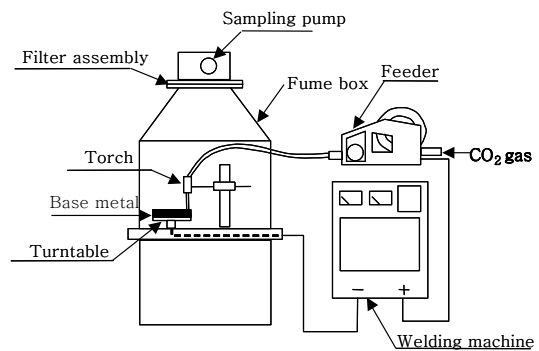 Sampling pump
Filter assembly
Fume box
Feeder
CO2 gas
Torch
Base metal
Turntable
− +
Welding machine